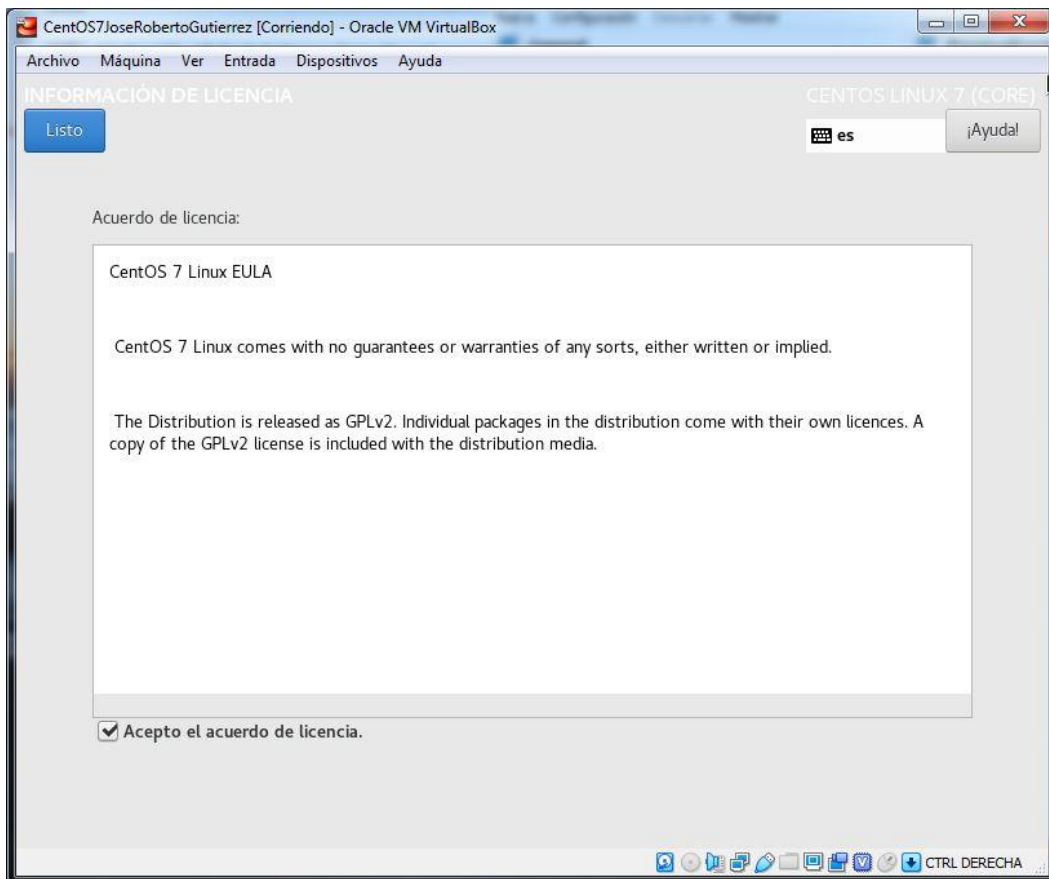 CentOS7JoseRobertoGutierrez [Corriendo] - Oracle VM VirtualBox
Archivo Máquina Ver Entrada Dispositivos Ayuda
INFORMACIÓN DE LICENCIA
CENTOS LINUX 7 (CORE)
Listo
es
¡Ayuda!
Acuerdo de licencia:
CentOS 7 Linux EULA
CentOS 7 Linux comes with no guarantees or warranties of any sorts, either written or implied.
The Distribution is released as GPLv2. Individual packages in the distribution come with their own licences. A
copy of the GPLv2 license is included with the distribution media.
Acepto el acuerdo de licencia.
CTRL DERECHA